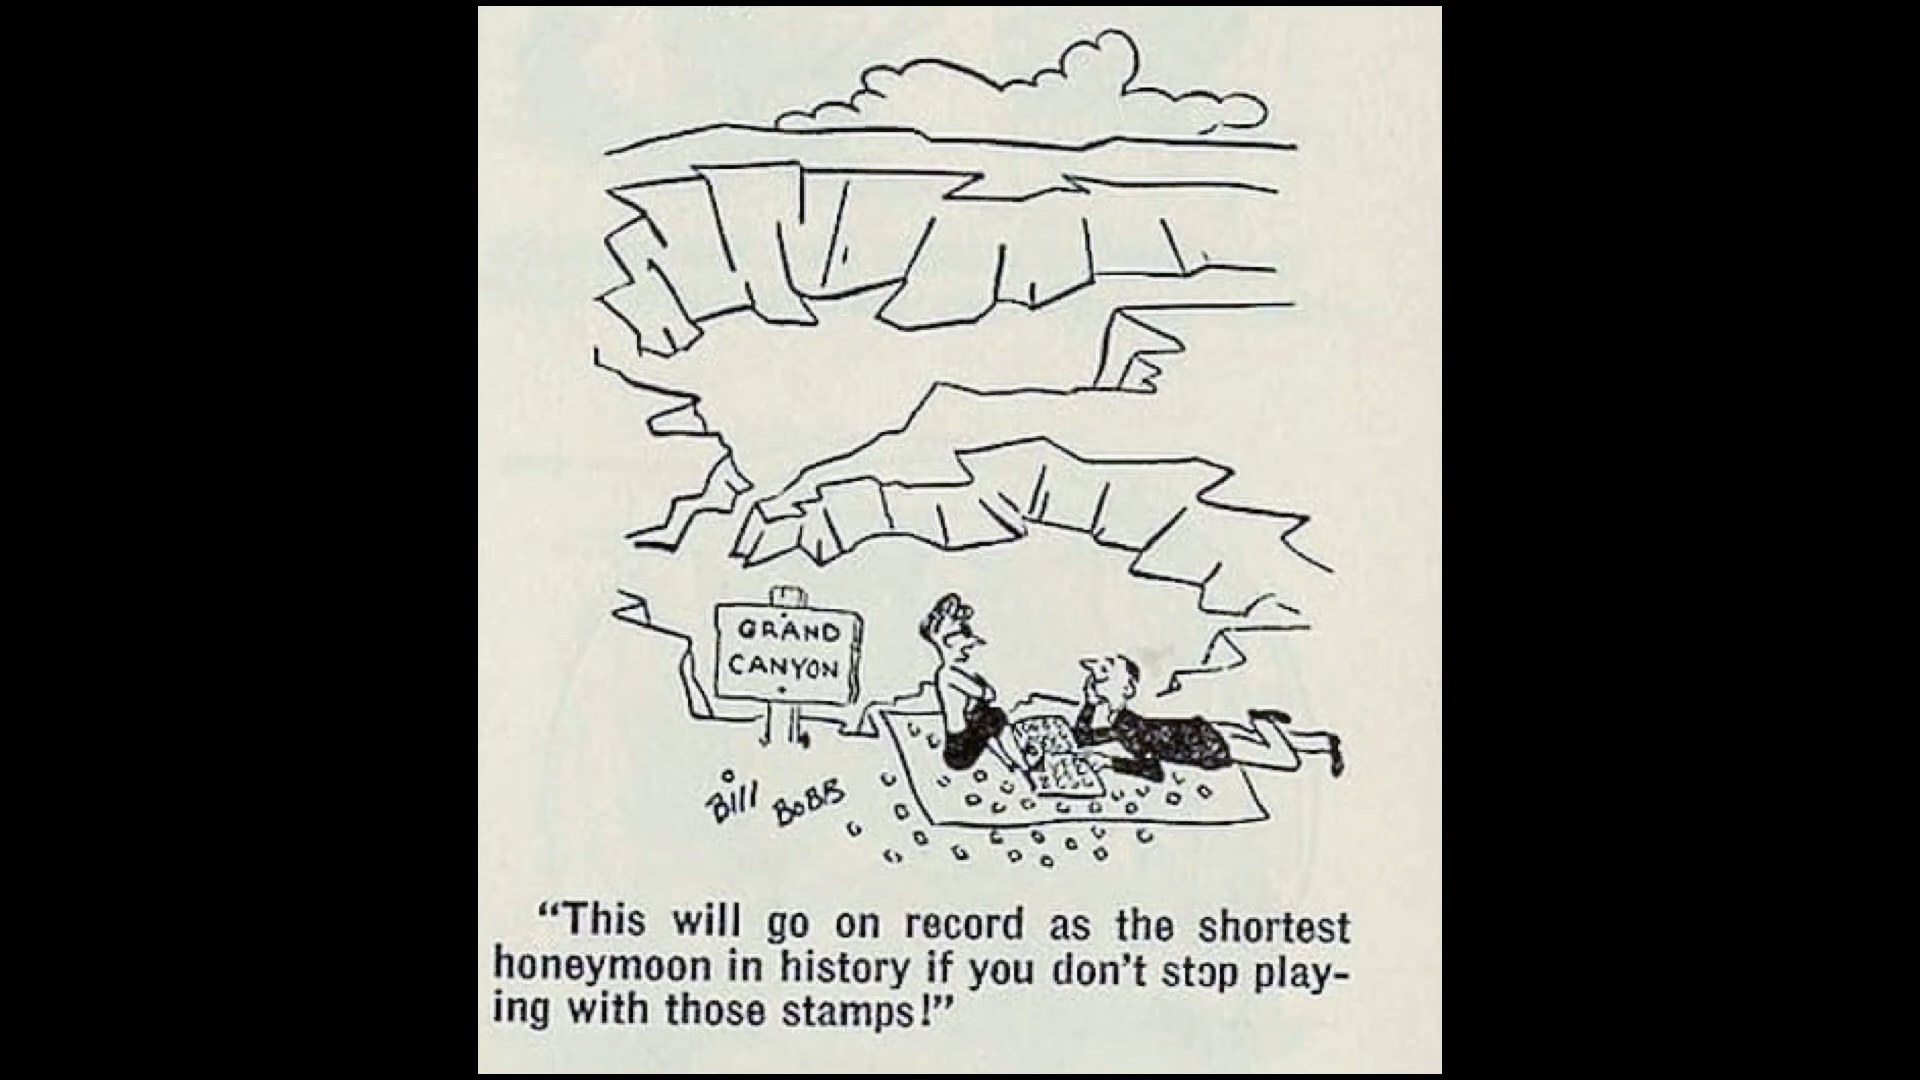 GRAND
CANYON
Bill BOBB
“This will go on record as the shortest
honeymoon in history if you don’t stop play-
ing with those stamps!”